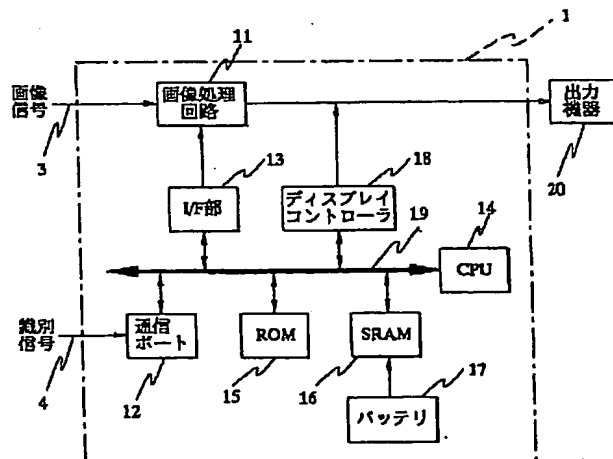 1
11
画像
信号
画像処理
回路
出力
機器
3
20
13
18
I/F部
ディスプレイ
コントローラ
14
19
CPU
識別
信号
通信
ポート
ROM
SRAM
4
12
15
16
17
バッテリ